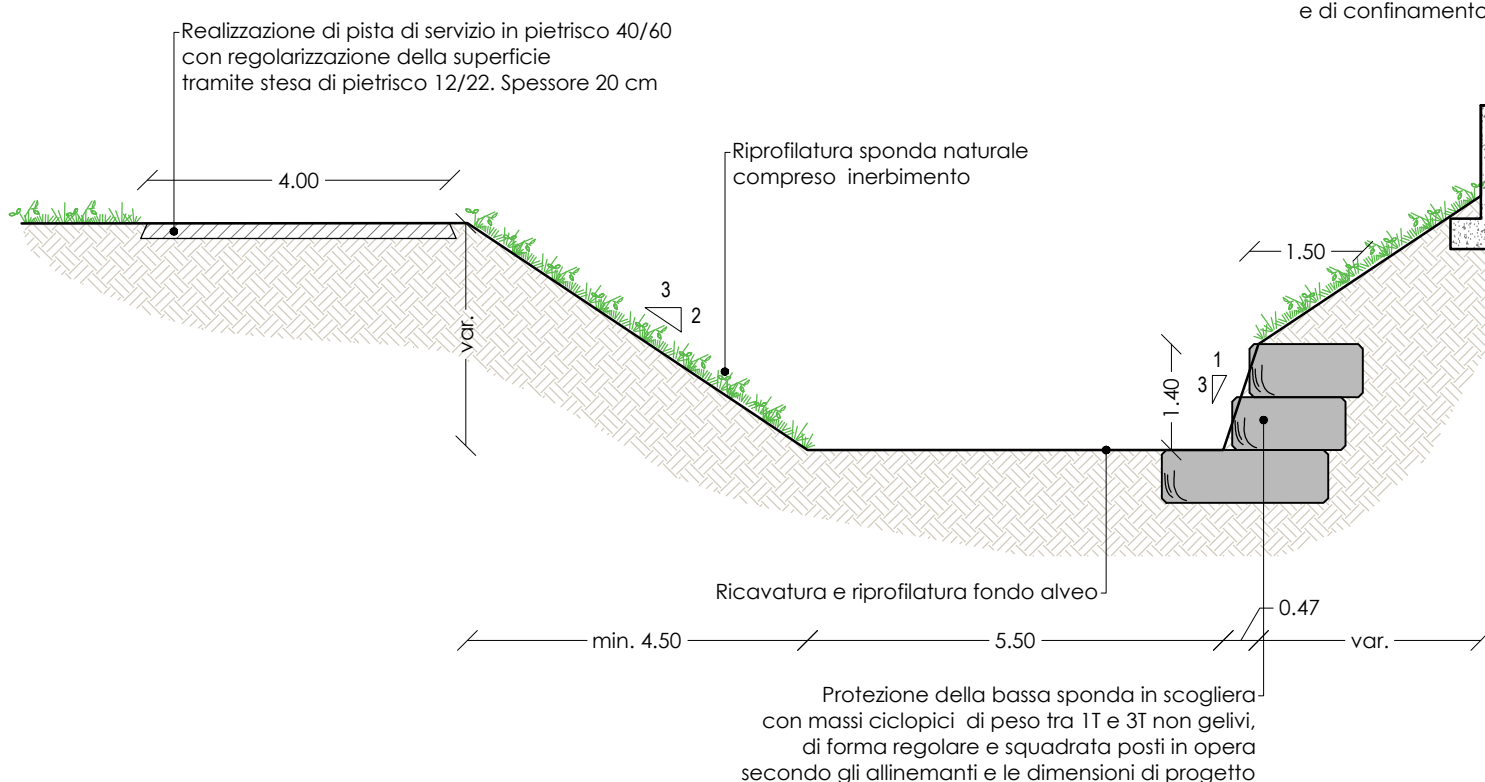 e di confinamento
Realizzazione di pista di servizio in pietrisco 40/60
con regolarizzazione della superficie
tramite stesa di pietrisco 12/22. Spessore 20 cm
Riprofilatura sponda naturale
compreso inerbimento
4.00
1.50
3
2
var.
1
3
1.40
Ricavatura e riprofilatura fondo alveo
0.47
min. 4.50
5.50
var.
Protezione della bassa sponda in scogliera
con massi ciclopici di peso tra 1T e 3T non gelivi,
di forma regolare e squadrata posti in opera
secondo gli allinemanti e le dimensioni di progetto